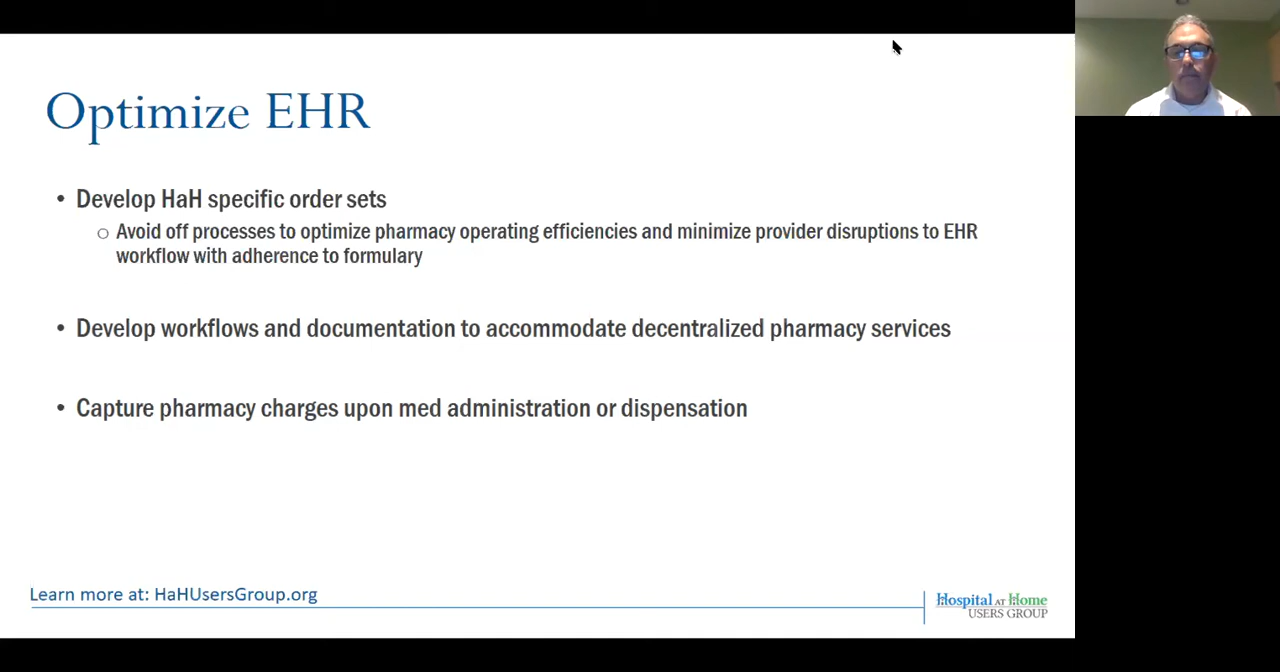 Optimize EHR
• Develop HaH specific order sets
○ Avoid off processes to optimize pharmacy operating efficiencies and minimize provider disruptions to EHR
workflow with adherence to formulary
• Develop workflows and documentation to accommodate decentralized pharmacy services
• Capture pharmacy charges upon med administration or dispensation
Learn more at: HaHUsersGroup.org
Hospital AT Home
USERS GROUP